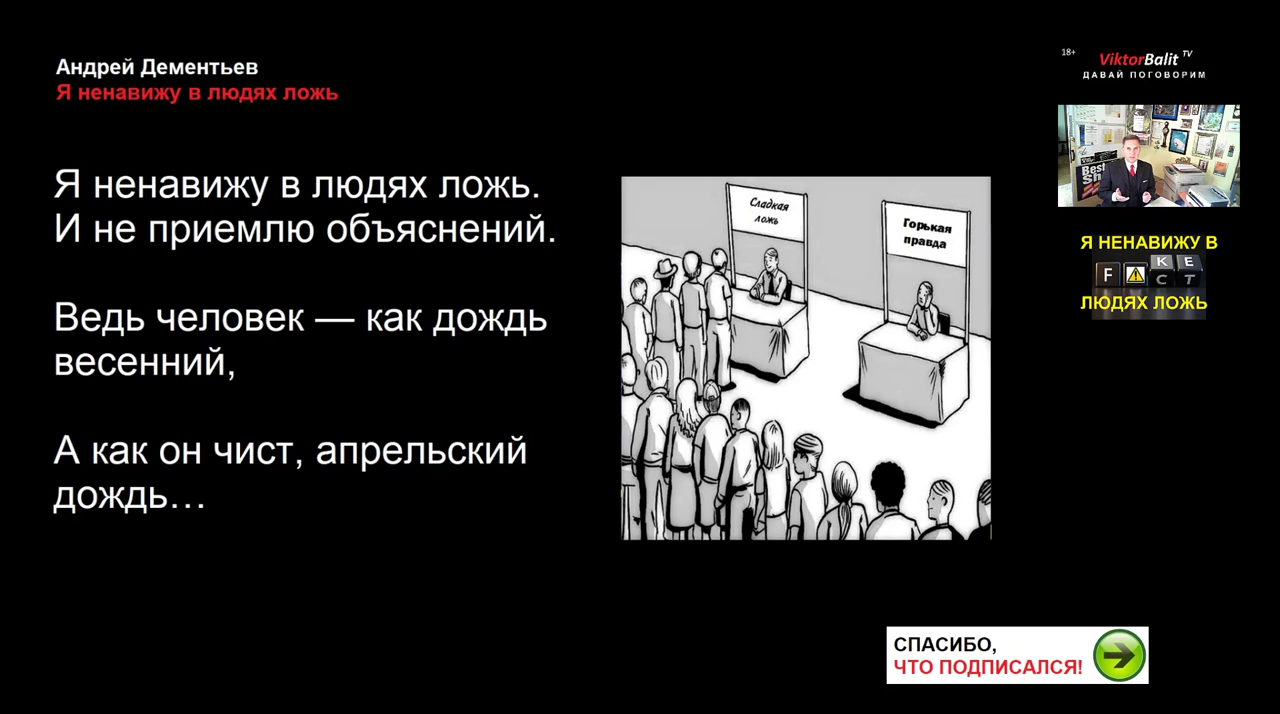 Андрей Дементьев
Я ненавижу в людях ложь
Я ненавижу в людях ложь.
И не приемлю объяснений.
Ведь человек — как дождь
весенний,
А как он чист, апрельский
дождь…
Сладкая
ложь
Горькая
правда
18+
ViktorBalit TV
ДАВАЙ ПОГОВОРИМ
Best
Я НЕНАВИЖУ В
F K E
C T
ЛЮДЯХ ЛОЖЬ
СПАСИБО,
ЧТО ПОДПИСАЛСЯ!